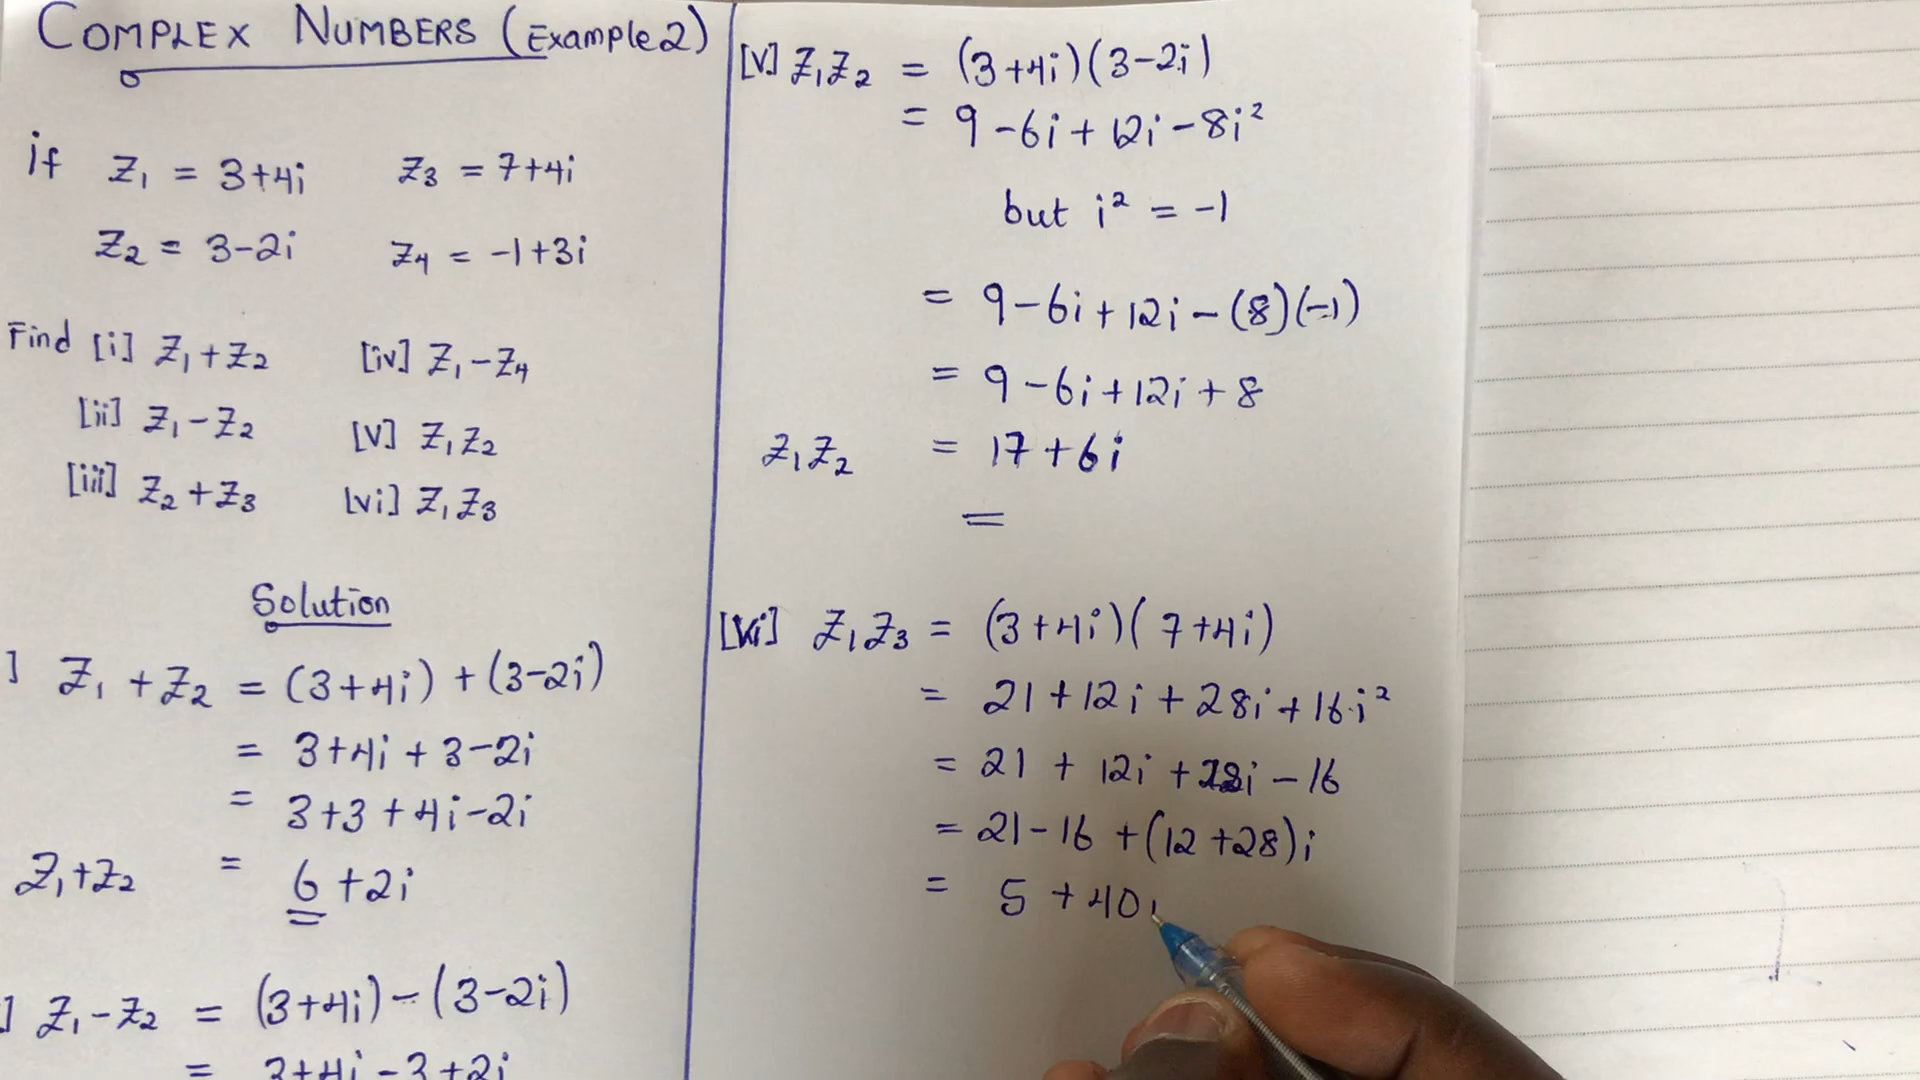 COMPLEX NUMBERS (Example 2)
if z₁ = 3+4i z₃ = 7+4i
z₂ = 3-2i z₄ = -1+3i
Find [i] z₁+z₂ [iv] z₁-z₄
[ii] z₁-z₂ [v] z₁z₂
[iii] z₂+z₃ [vi] z₁z₃
Solution
] z₁ + z₂ = (3+4i) + (3-2i)
= 3+4i + 3-2i
= 3+3 + 4i-2i
z₁+z₂ = 6 + 2i
] z₁-z₂ = (3+4i) - (3-2i)
= 3+4i - 3+2i
[v] z₁z₂ = (3+4i)(3-2i)
= 9 - 6i + 12i - 8i²
but i² = -1
= 9 - 6i + 12i - (8)(-1)
= 9 - 6i + 12i + 8
z₁z₂ = 17 + 6i
=
[vi] z₁z₃ = (3+4i)(7+4i)
= 21 + 12i + 28i + 16i²
= 21 + 12i + 28i - 16
= 21 - 16 + (12 + 28)i
= 5 + 40i